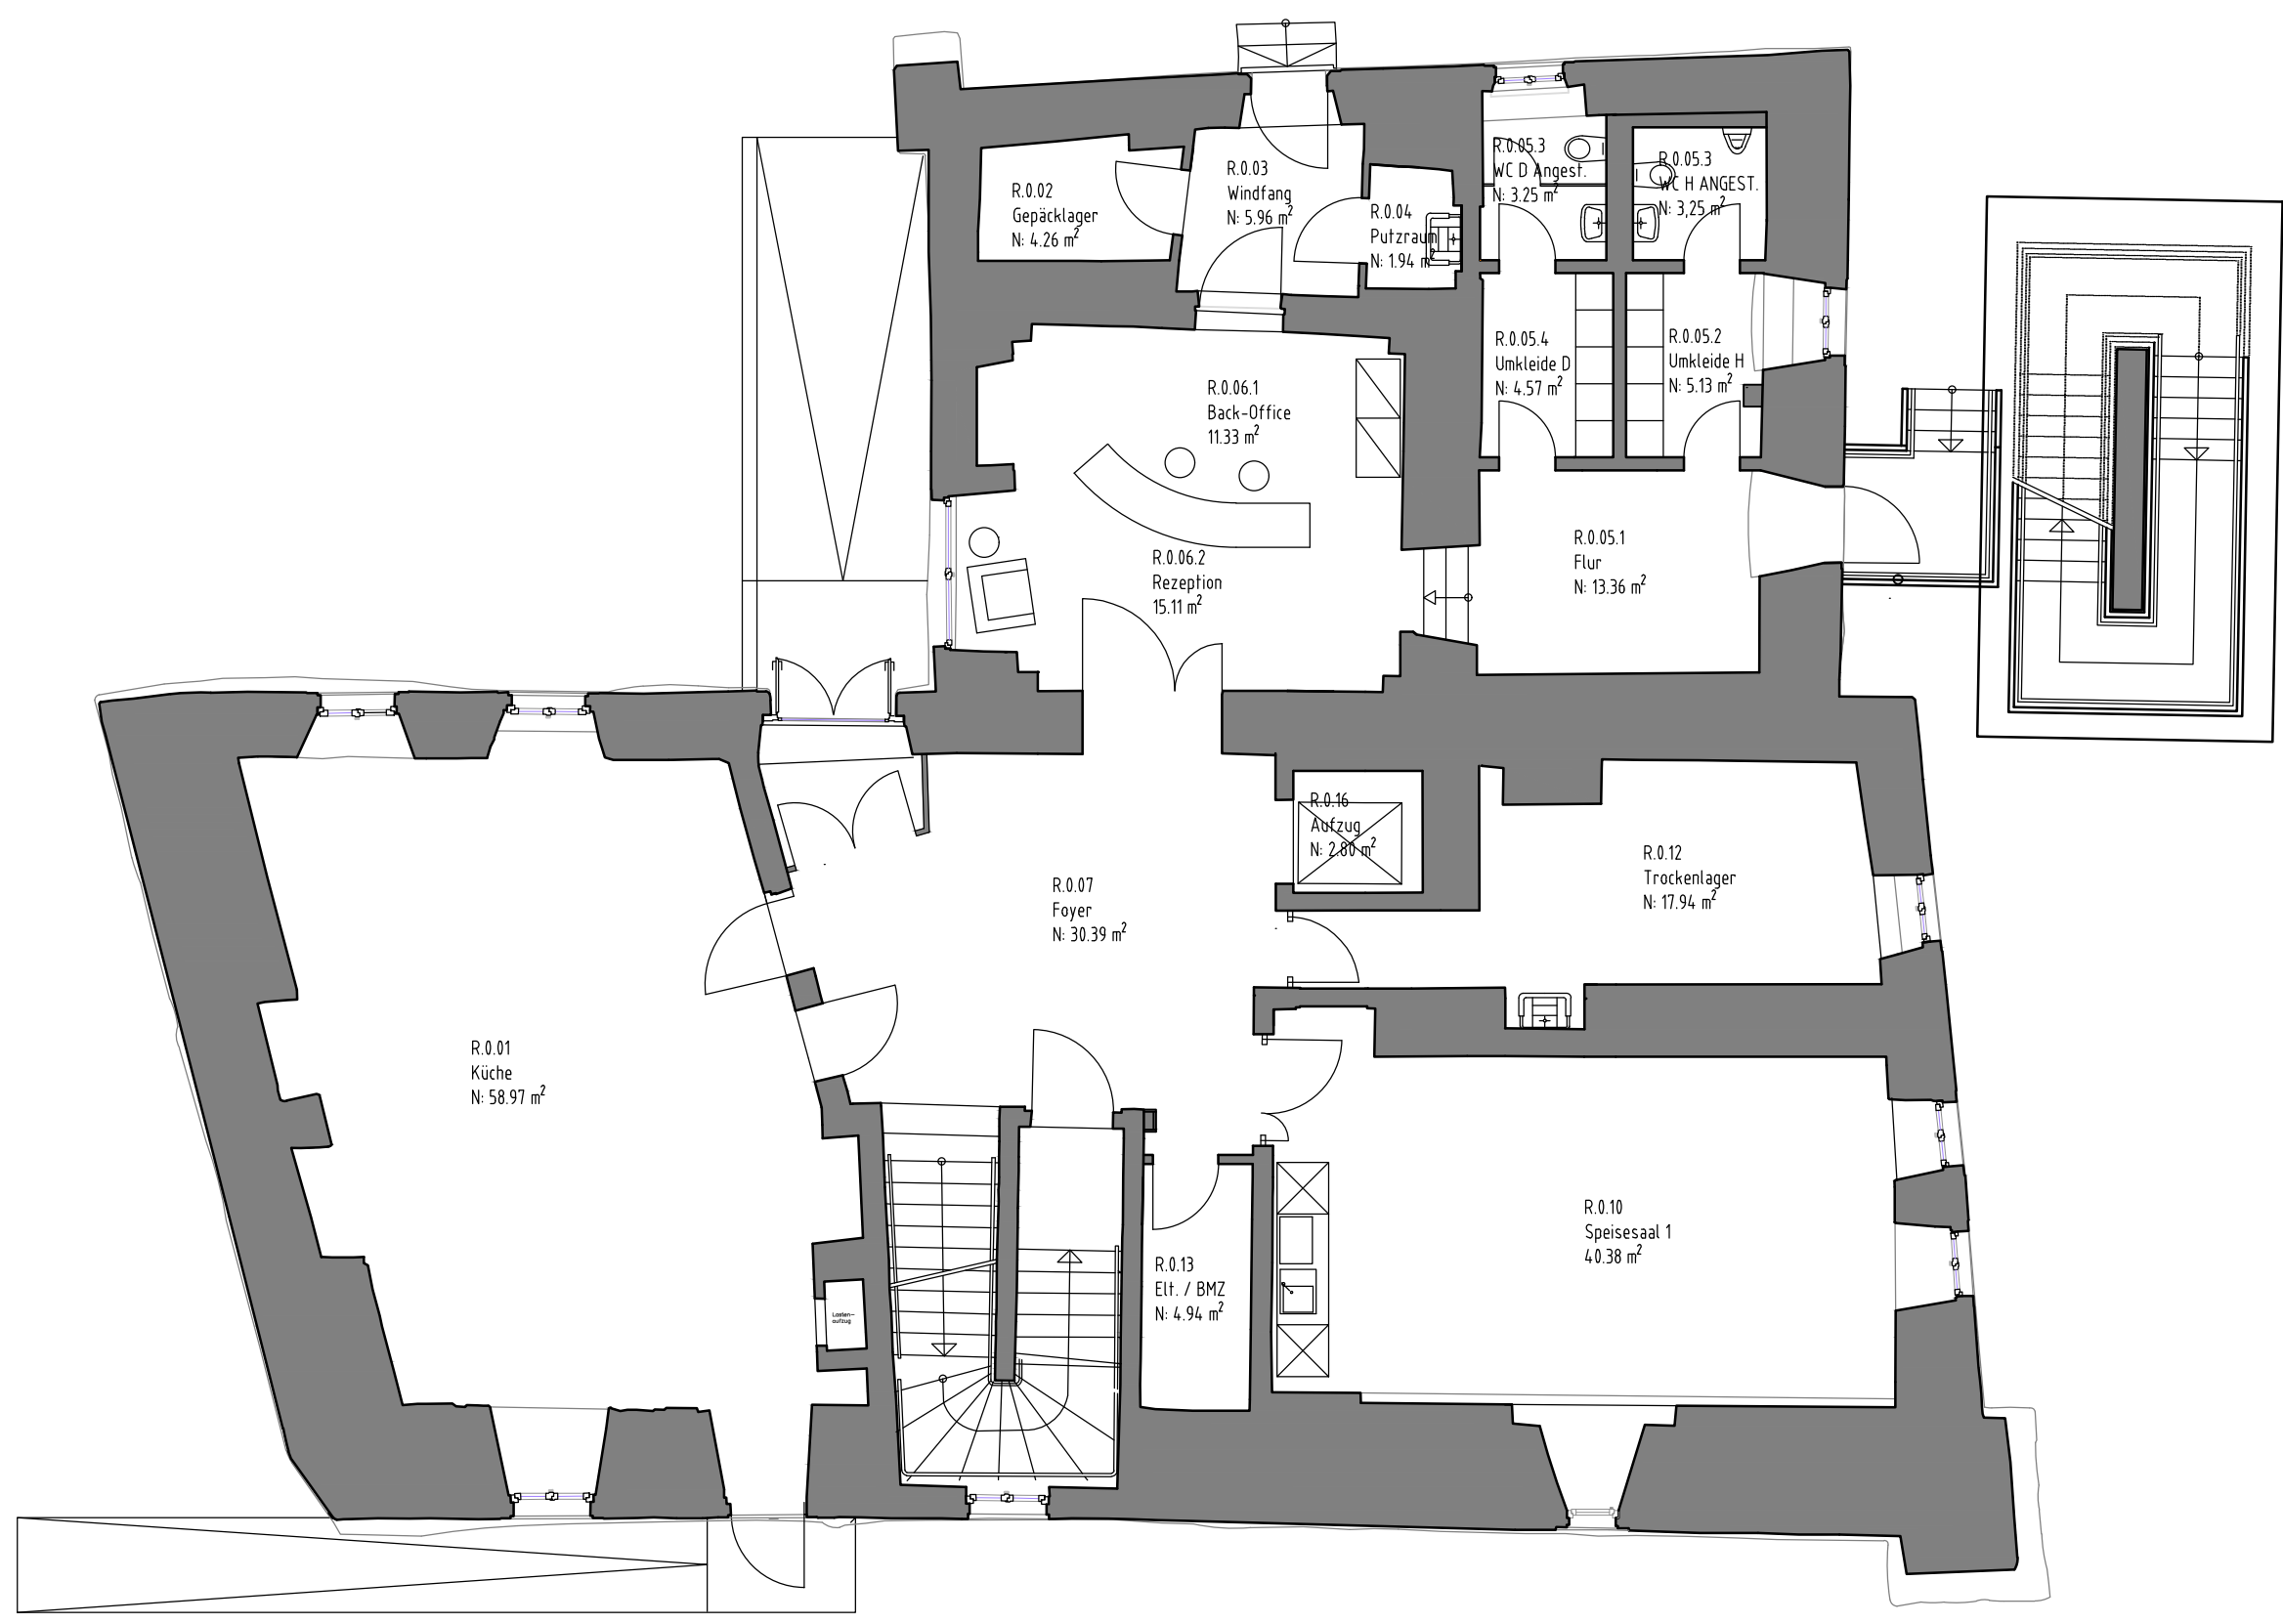 R.0.02
Gepäcklager
N: 4.26 m²
R.0.03
Windfang
N: 5.96 m²
R.0.04
Putzraum
N: 1.94 m²
R.0.05.3
WC D Angest.
N: 3.25 m²
R.0.05.3
WC H ANGEST.
N: 3,25 m²
R.0.05.4
Umkleide D
N: 4.57 m²
R.0.05.2
Umkleide H
N: 5.13 m²
R.0.06.1
Back-Office
11.33 m²
R.0.06.2
Rezeption
15.11 m²
R.0.05.1
Flur
N: 13.36 m²
R.0.16
Aufzug
N: 2.80 m²
R.0.12
Trockenlager
N: 17.94 m²
R.0.07
Foyer
N: 30.39 m²
R.0.01
Küche
N: 58.97 m²
R.0.10
Speisesaal 1
40.38 m²
R.0.13
Elt. / BMZ
N: 4.94 m²
Lasten-
aufzug